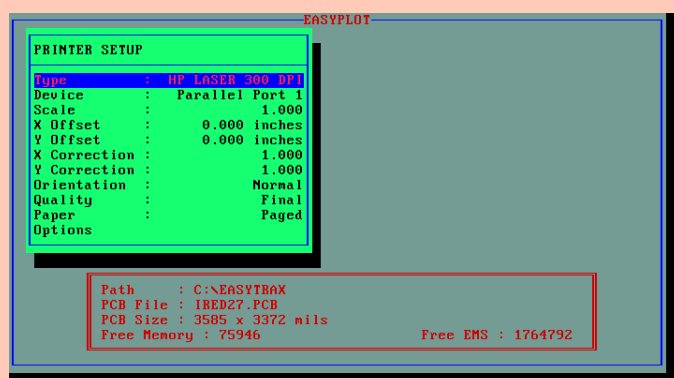 EASYPLOT
PRINTER SETUP
Type : HP LASER 300 DPI
Device : Parallel Port 1
Scale : 1.000
X Offset : 0.000 inches
Y Offset : 0.000 inches
X Correction : 1.000
Y Correction : 1.000
Orientation : Normal
Quality : Final
Paper : Paged
Options
Path : C:\EASYTRAX
PCB File : IRED27.PCB
PCB Size : 3585 x 3372 mils
Free Memory : 75946 Free EMS : 1764792